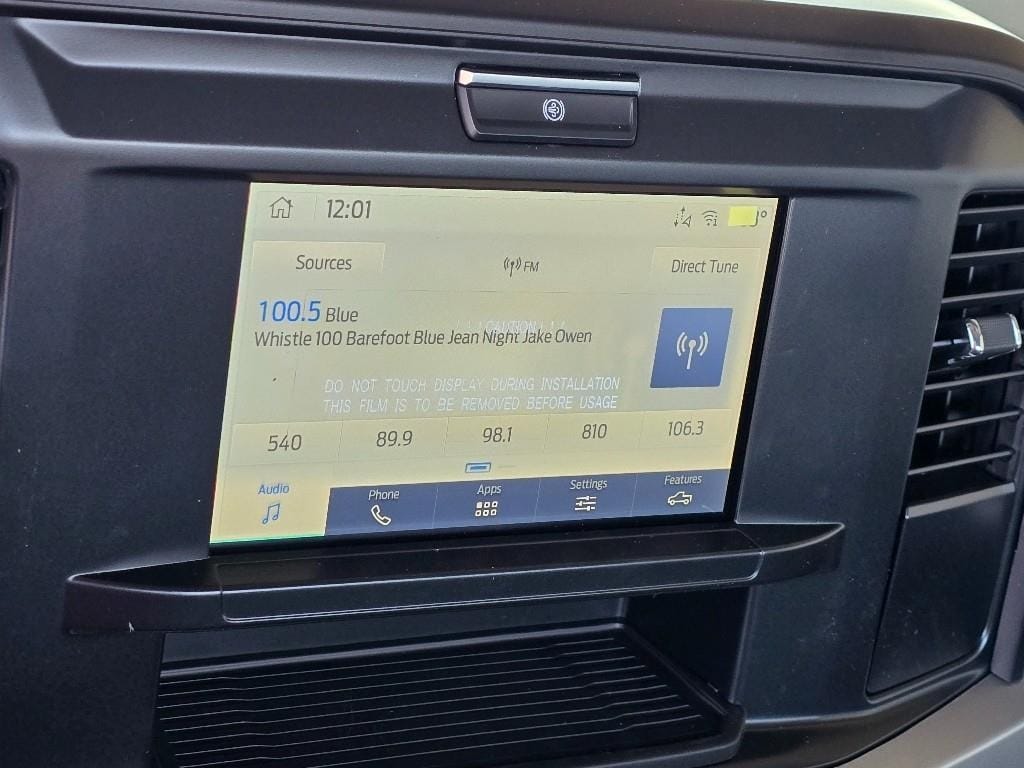 12:01
Sources
FM
Direct Tune
100.5 Blue
Whistle 100 Barefoot Blue Jean Night Jake Owen
! ! ! CAUTION ! ! !
DO NOT TOUCH DISPLAY DURING INSTALLATION
THIS FILM IS TO BE REMOVED BEFORE USAGE
540 89.9 98.1 810 106.3
Audio Phone Apps Settings Features